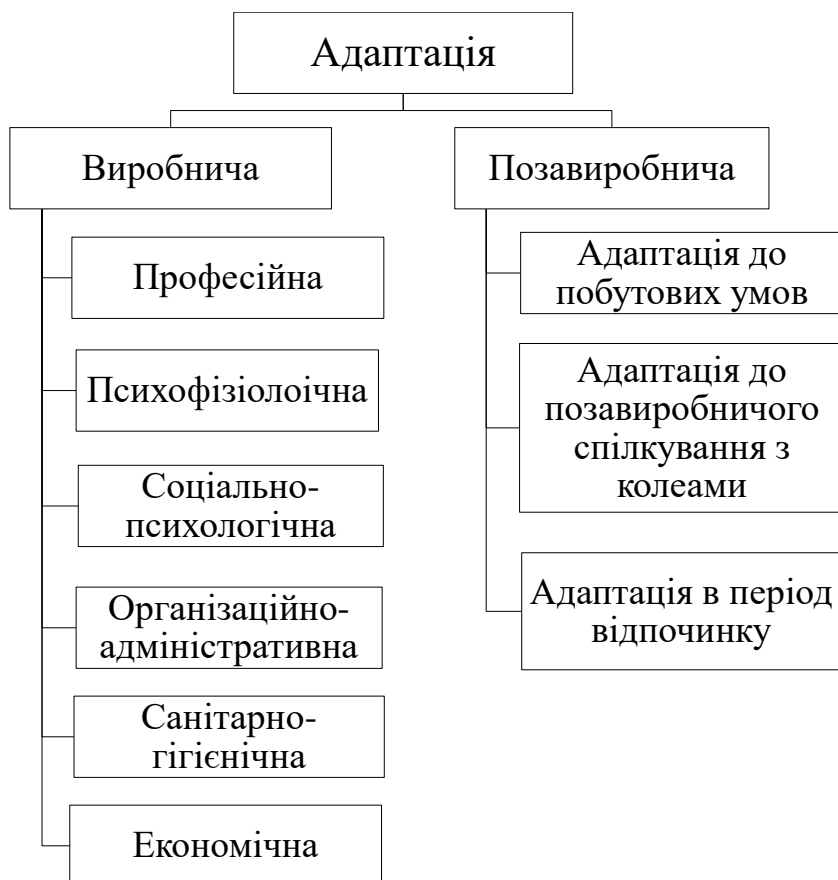 Адаптація
Виробнича
Професійна
Психофізіолоічна
Соціально-
психологічна
Організаційно-
адміністративна
Санітарно-
гігієнічна
Економічна
Позавиробнича
Адаптація до
побутових умов
Адаптація до
позавиробничого
спілкування з
колеами
Адаптація в період
відпочинку